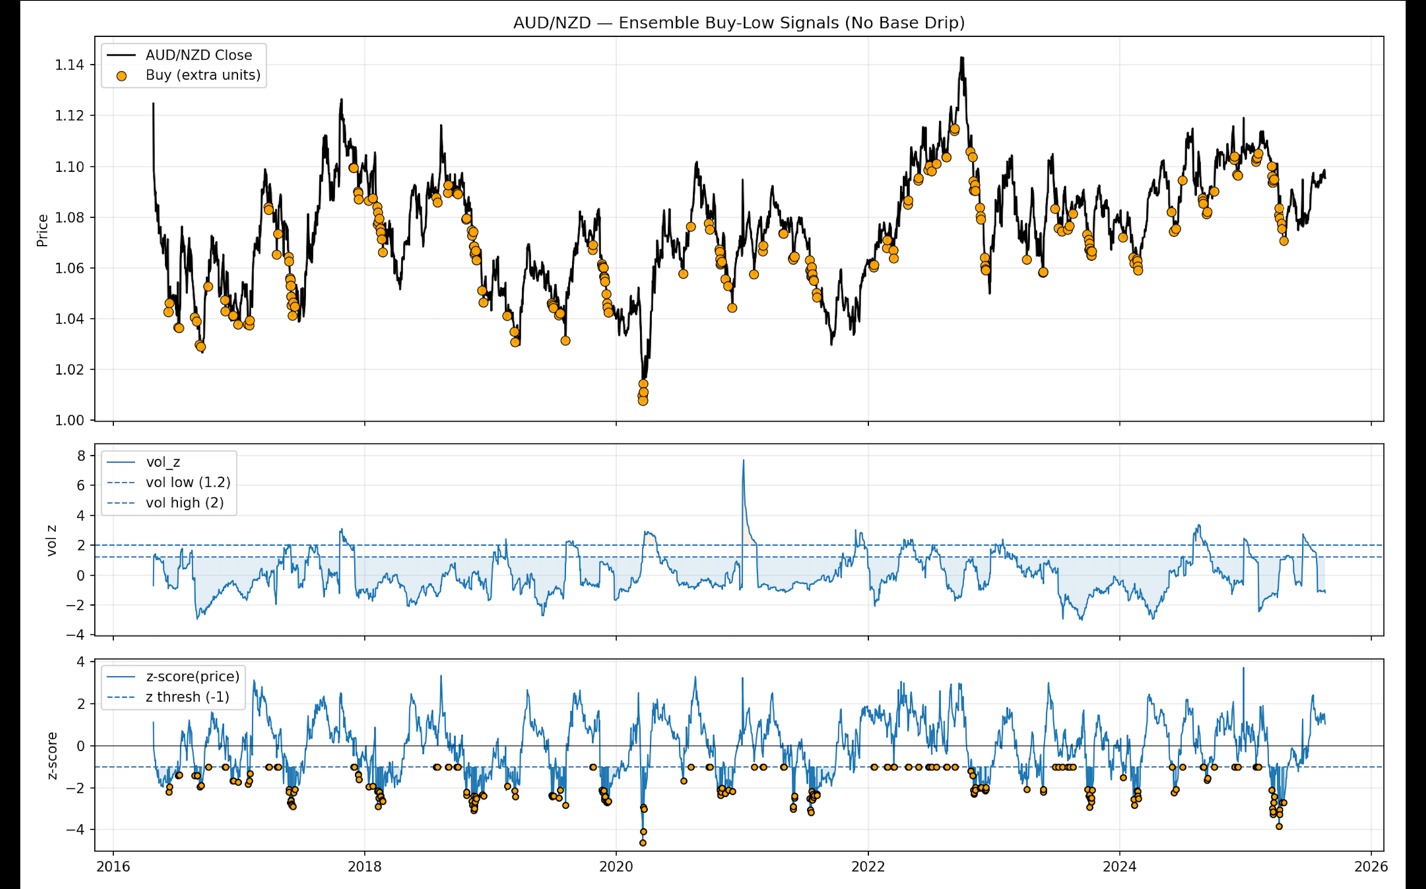 AUD/NZD — Ensemble Buy-Low Signals (No Base Drip)
AUD/NZD Close
Buy (extra units)
Price
1.14
1.12
1.10
1.08
1.06
1.04
1.02
1.00
vol_z
vol low (1.2)
vol high (2)
vol z
8
6
4
2
0
−2
−4
z-score(price)
z thresh (-1)
z-score
4
2
0
−2
−4
2016
2018
2020
2022
2024
2026